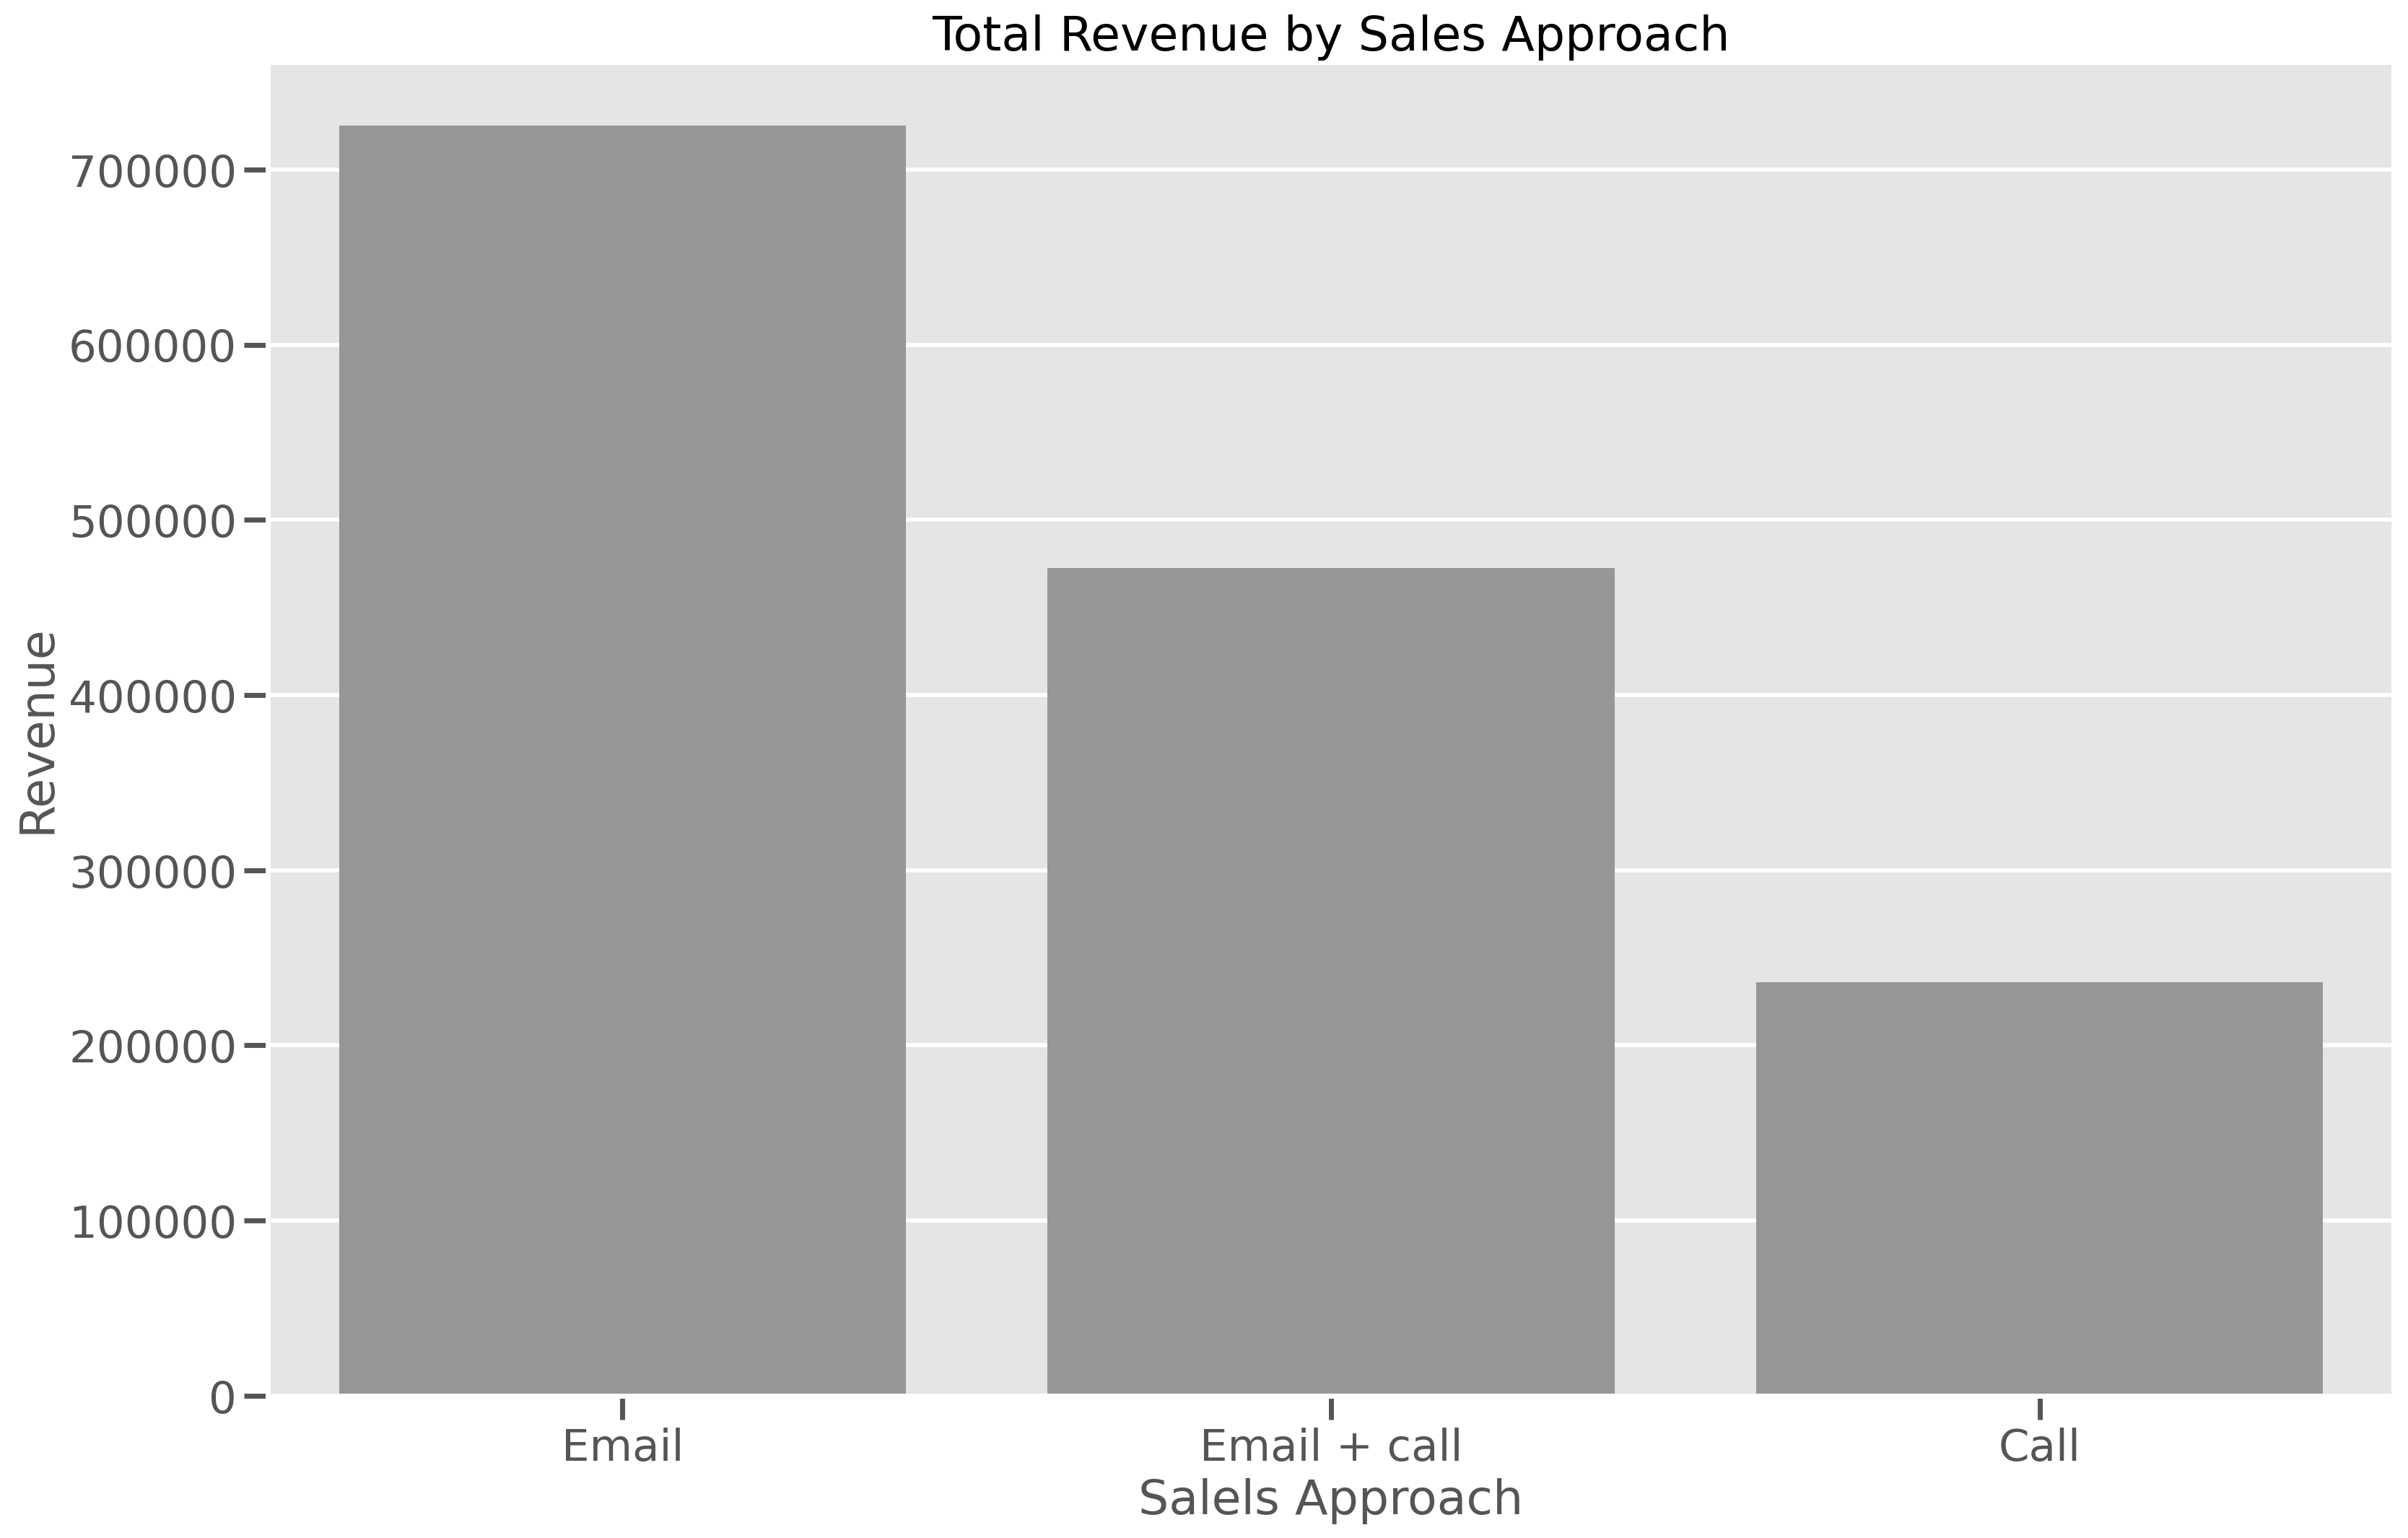 Total Revenue by Sales Approach
700000
600000
500000
400000
300000
200000
100000
0
Revenue
Email
Email + call
Call
Salels Approach